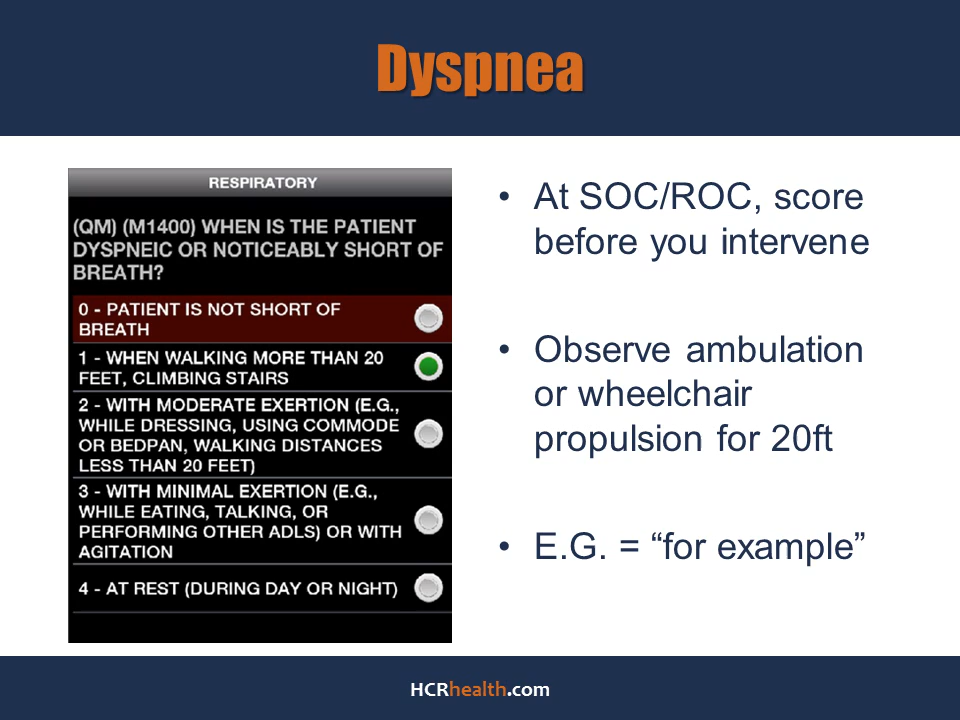 Dyspnea
RESPIRATORY
(QM) (M1400) WHEN IS THE PATIENT
DYSPNEIC OR NOTICEABLY SHORT OF
BREATH?
0 - PATIENT IS NOT SHORT OF
BREATH
1 - WHEN WALKING MORE THAN 20
FEET, CLIMBING STAIRS
2 - WITH MODERATE EXERTION (E.G.,
WHILE DRESSING, USING COMMODE
OR BEDPAN, WALKING DISTANCES
LESS THAN 20 FEET)
3 - WITH MINIMAL EXERTION (E.G.,
WHILE EATING, TALKING, OR
PERFORMING OTHER ADLS) OR WITH
AGITATION
4 - AT REST (DURING DAY OR NIGHT)
• At SOC/ROC, score
before you intervene
• Observe ambulation
or wheelchair
propulsion for 20ft
• E.G. = “for example”
HCRhealth.com